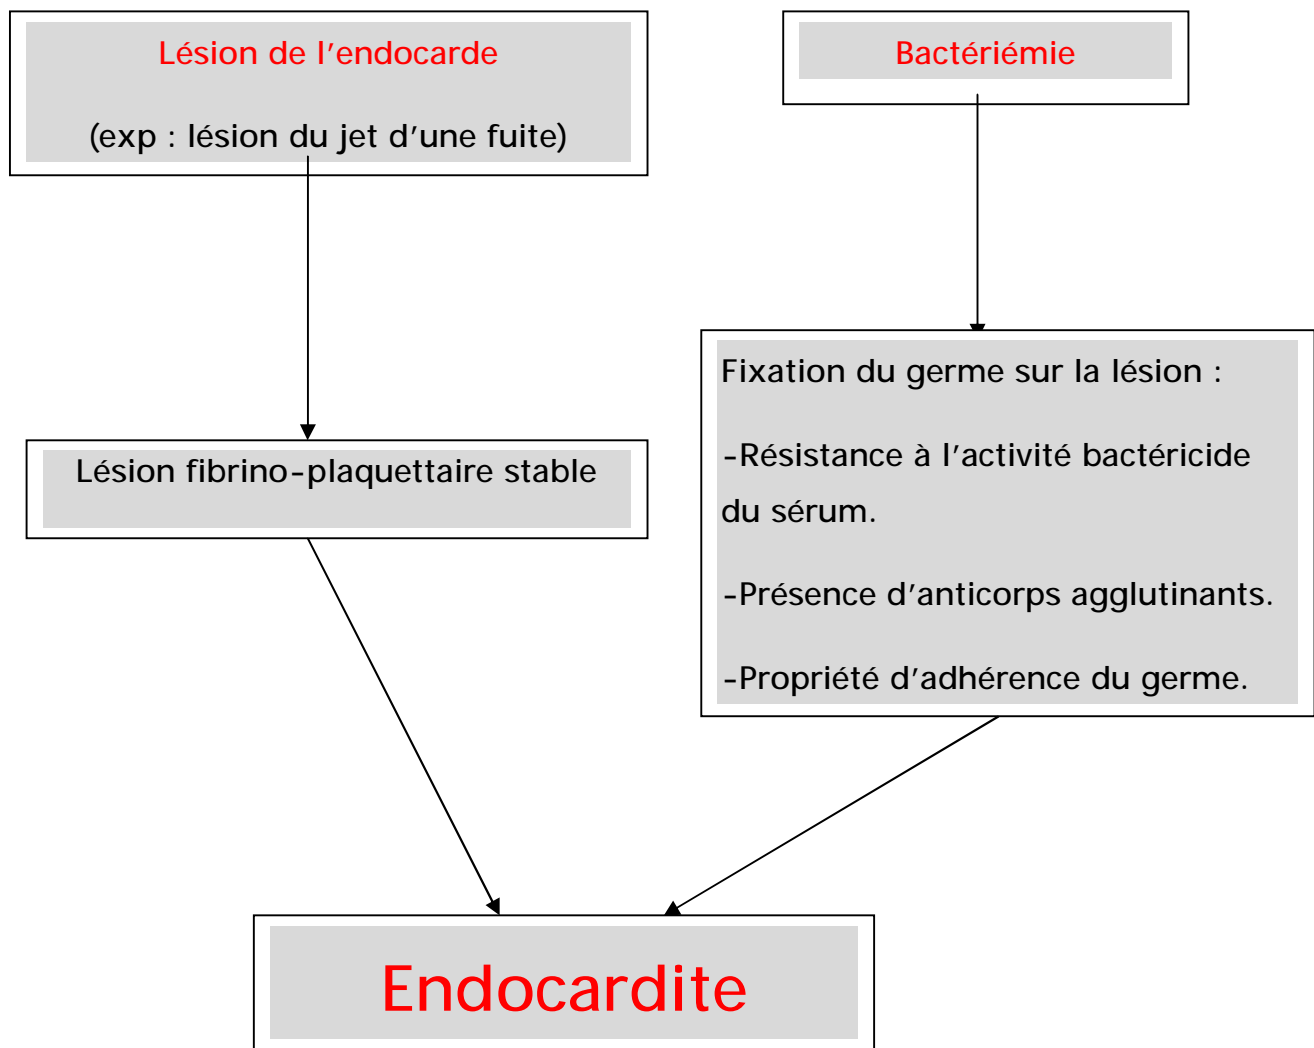 Lésion de l’endocarde
(exp : lésion du jet d’une fuite)
Bactériémie
Lésion fibrino-plaquettaire stable
Fixation du germe sur la lésion :
-Résistance à l’activité bactéricide
du sérum.
-Présence d’anticorps agglutinants.
-Propriété d’adhérence du germe.
Endocardite